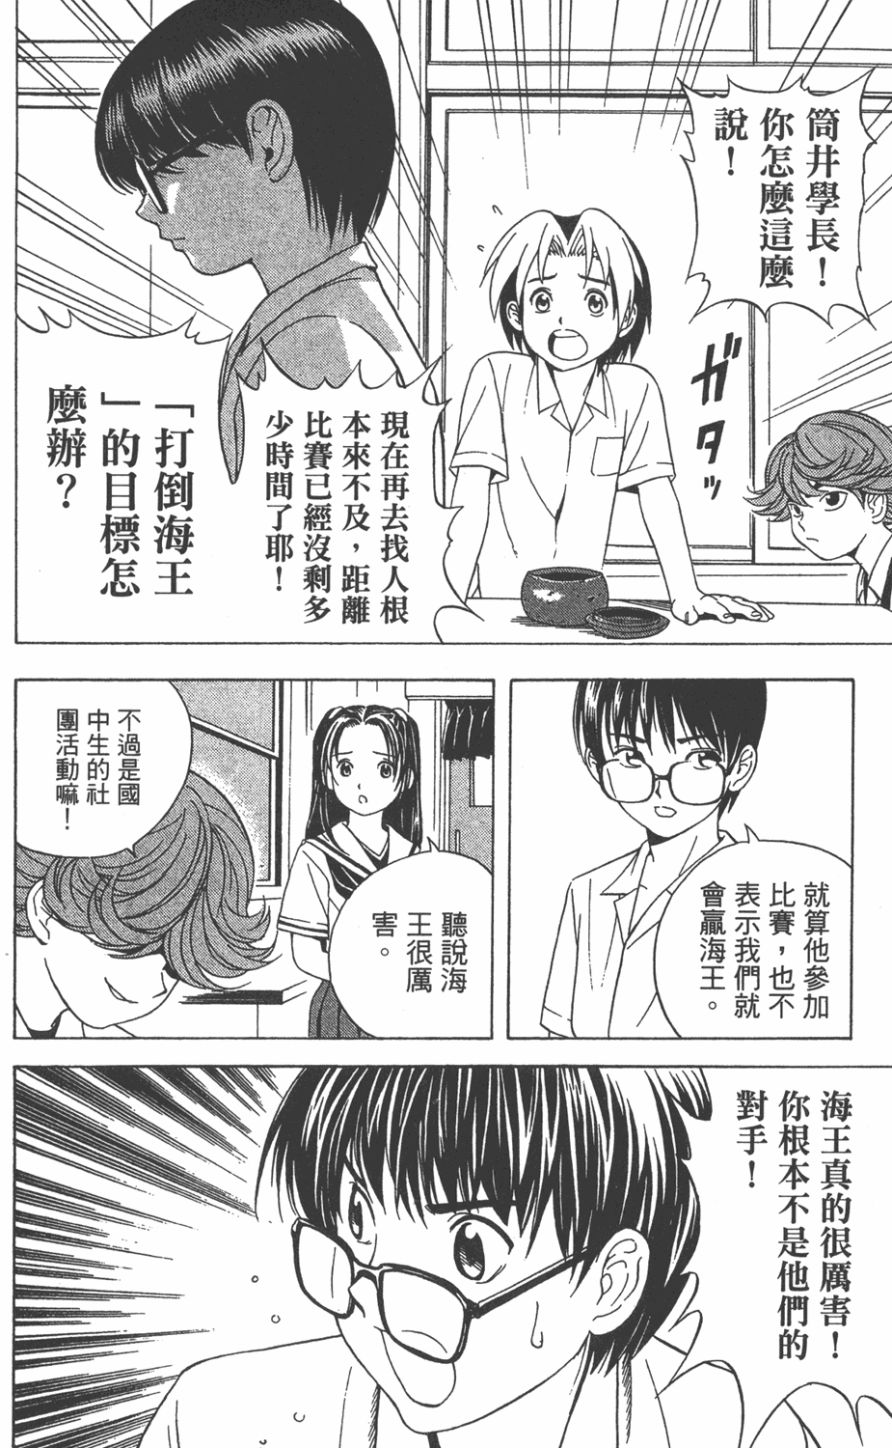 筒井學長！
你怎麼這麼
說！
ガタッ
現在再去找人根
本來不及，距離
比賽已經沒剩多
少時間了耶！
「打倒海王
」的目標怎
麼辦？
就算他參加
比賽，也不
表示我們就
會贏海王。
聽說海
王很厲
害。
不過是國
中生的社
團活動嘛！
海王真的很厲害！
你根本不是他們的
對手！